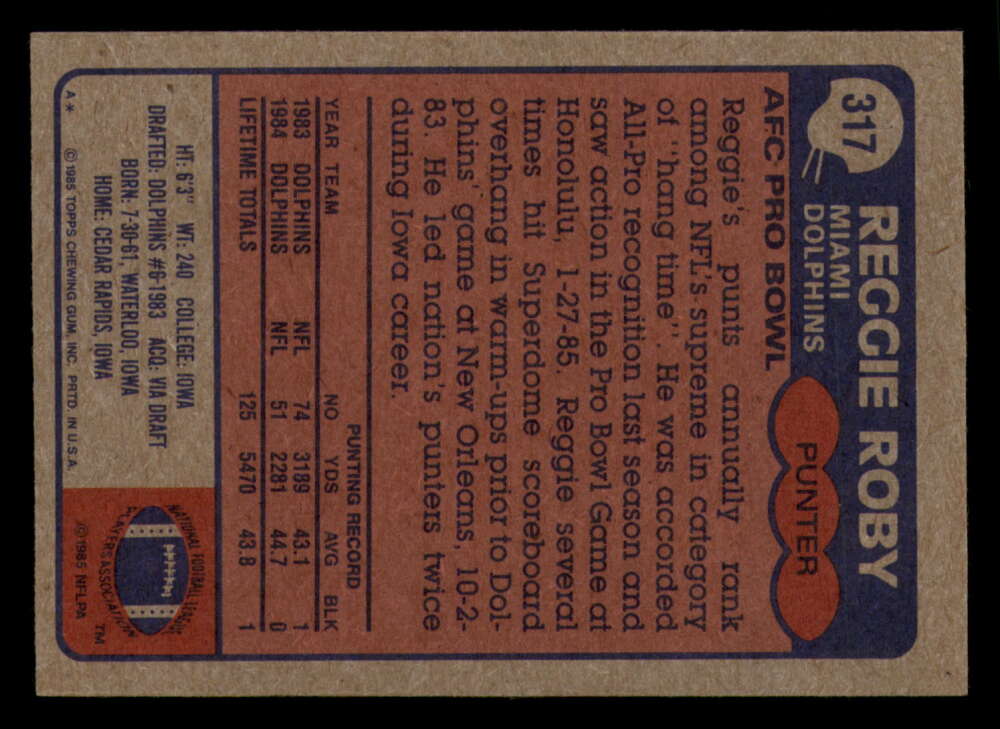 317
REGGIE ROBY
MIAMI
DOLPHINS
PUNTER
AFC PRO BOWL
Reggie's punts annually rank
among NFL's supreme in category
of "hang time". He was accorded
All-Pro recognition last season and
saw action in the Pro Bowl Game at
Honolulu, 1-27-85. Reggie several
times hit Superdome scoreboard
overhang in warm-ups prior to Dol-
phins' game at New Orleans, 10-2-
83. He led nation's punters twice
during Iowa career.
PUNTING RECORD
YEAR TEAM NO YDS AVG BLK
1983 DOLPHINS NFL 74 3189 43.1 1
1984 DOLPHINS NFL 51 2281 44.7 0
LIFETIME TOTALS 125 5470 43.8 1
HT: 6'3" WT: 240 COLLEGE: IOWA
DRAFTED: DOLPHINS #6-1983 ACQ: VIA DRAFT
BORN: 7-30-61, WATERLOO, IOWA
HOME: CEDAR RAPIDS, IOWA
A* © 1985 TOPPS CHEWING GUM, INC. PRTD. IN U.S.A.
NATIONAL FOOTBALL LEAGUE
PLAYERS ASSOCIATION
TM
© 1985 NFLPA